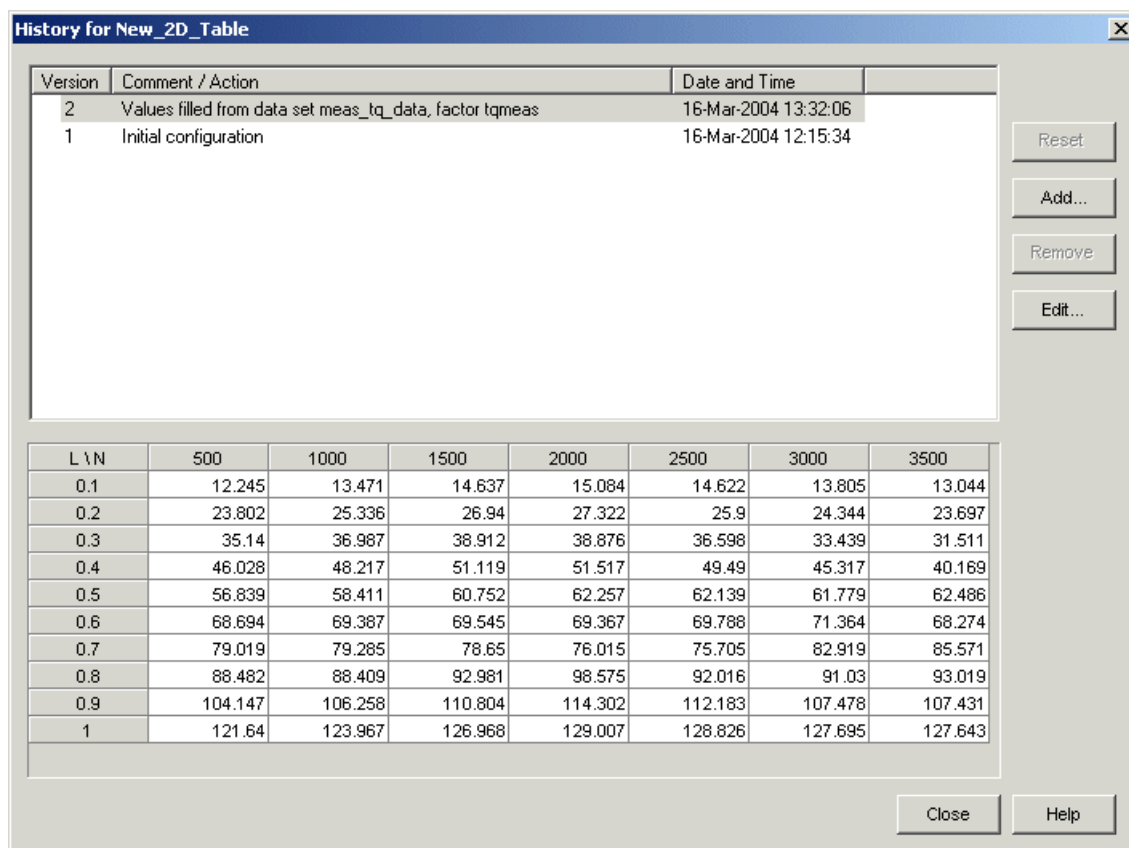 History for New_2D_Table
Version Comment / Action Date and Time
2 Values filled from data set meas_tq_data, factor tqmeas 16-Mar-2004 13:32:06
1 Initial configuration 16-Mar-2004 12:15:34
Reset
Add...
Remove
Edit...
L \ N 500 1000 1500 2000 2500 3000 3500
0.1 12.245 13.471 14.637 15.084 14.622 13.805 13.044
0.2 23.802 25.336 26.94 27.322 25.9 24.344 23.697
0.3 35.14 36.987 38.912 38.876 36.598 33.439 31.511
0.4 46.028 48.217 51.119 51.517 49.49 45.317 40.169
0.5 56.839 58.411 60.752 62.257 62.139 61.779 62.486
0.6 68.694 69.387 69.545 69.367 69.788 71.364 68.274
0.7 79.019 79.285 78.65 76.015 75.705 82.919 85.571
0.8 88.482 88.409 92.981 98.575 92.016 91.03 93.019
0.9 104.147 106.258 110.804 114.302 112.183 107.478 107.431
1 121.64 123.967 126.968 129.007 128.826 127.695 127.643
Close Help